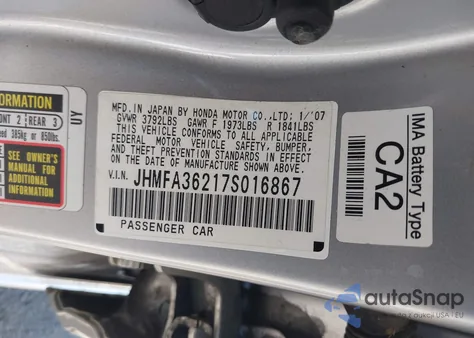 FORMATION
ONT 2 | REAR 3
ed 385kg or 850lbs.
SEE OWNER'S
MANUAL FOR
ADDITIONAL
INFORMATION
UY
MFD. IN JAPAN BY HONDA MOTOR CO.,LTD; 1/'07
GVWR 3792LBS GAWR F 1973LBS R 1841LBS
THIS VEHICLE CONFORMS TO ALL APPLICABLE
FEDERAL MOTOR VEHICLE SAFETY, BUMPER,
AND THEFT PREVENTION STANDARDS IN EFFECT
ON THE DATE OF MANUFACTURE SHOWN ABOVE.
V.I.N. JHMFA36217S016867
PASSENGER CAR
IMA Battery Type
CA2
autoSnap